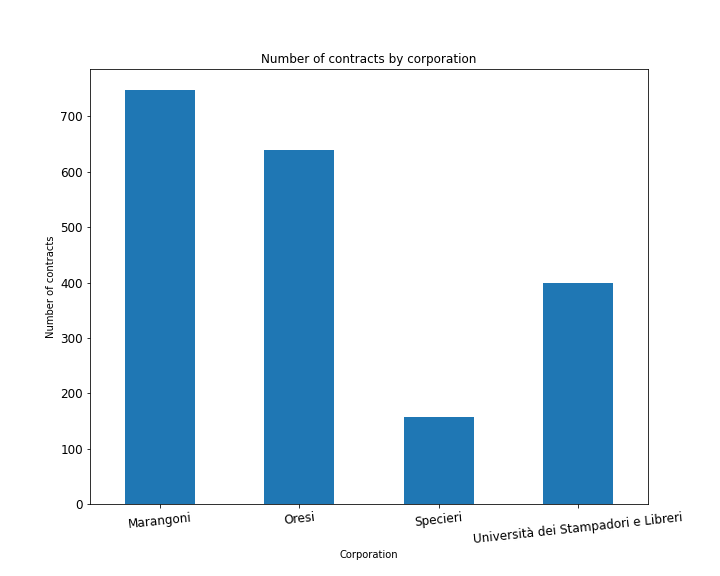 Number of contracts by corporation
700
600
500
400
300
200
100
0
Number of contracts
Marangoni
Oresi
Specieri
Università dei Stampadori e Libreri
Corporation